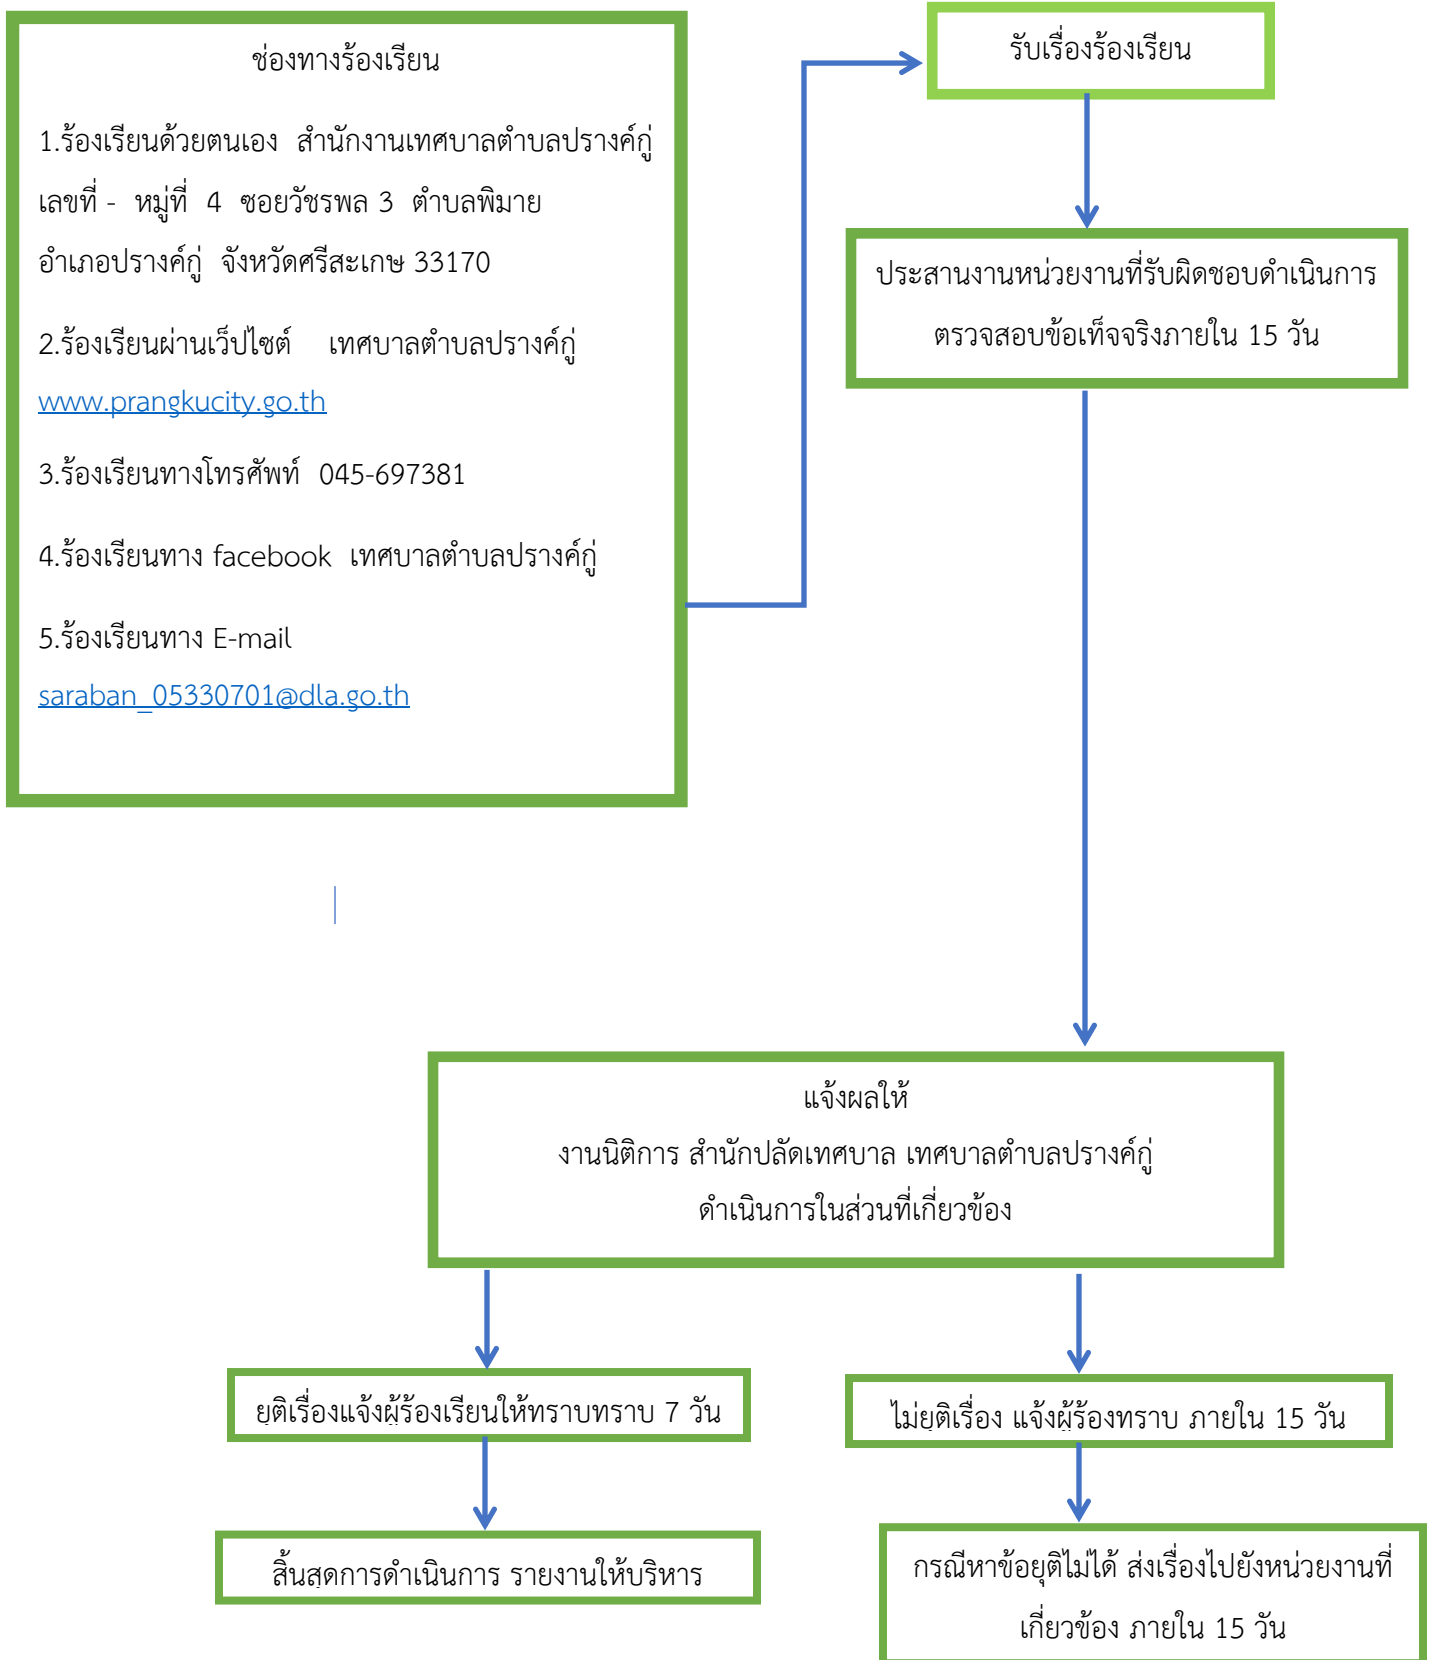 ช่องทางร้องเรียน
1.ร้องเรียนด้วยตนเอง สำนักงานเทศบาลตำบลปรางค์กู่
เลขที่ - หมู่ที่ 4 ซอยวัชรพล 3 ตำบลพิมาย
อำเภอปรางค์กู่ จังหวัดศรีสะเกษ 33170
2.ร้องเรียนผ่านเว็ปไซต์ เทศบาลตำบลปรางค์กู่
www.prangkucity.go.th
3.ร้องเรียนทางโทรศัพท์ 045-697381
4.ร้องเรียนทาง facebook เทศบาลตำบลปรางค์กู่
5.ร้องเรียนทาง E-mail
saraban_05330701@dla.go.th
รับเรื่องร้องเรียน
ประสานงานหน่วยงานที่รับผิดชอบดำเนินการ
ตรวจสอบข้อเท็จจริงภายใน 15 วัน
แจ้งผลให้
งานนิติการ สำนักปลัดเทศบาล เทศบาลตำบลปรางค์กู่
ดำเนินการในส่วนที่เกี่ยวข้อง
ยุติเรื่องแจ้งผู้ร้องเรียนให้ทราบทราบ 7 วัน
ไม่ยุติเรื่อง แจ้งผู้ร้องทราบ ภายใน 15 วัน
สิ้นสุดการดำเนินการ รายงานให้บริหาร
กรณีหาข้อยุติไม่ได้ ส่งเรื่องไปยังหน่วยงานที่
เกี่ยวข้อง ภายใน 15 วัน